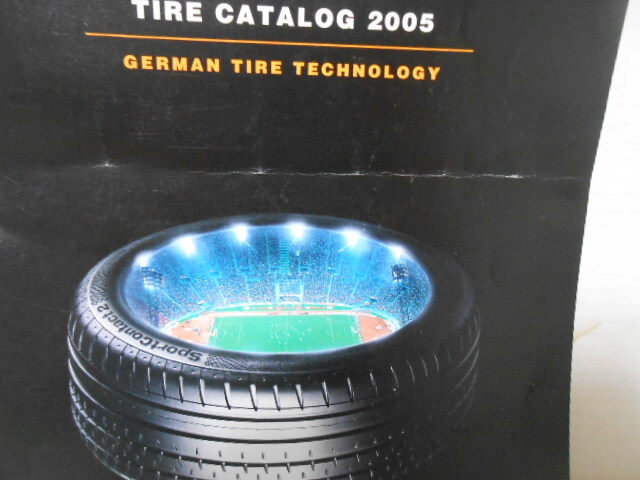 TIRE CATALOG 2005
GERMAN TIRE TECHNOLOGY
SportContact 2